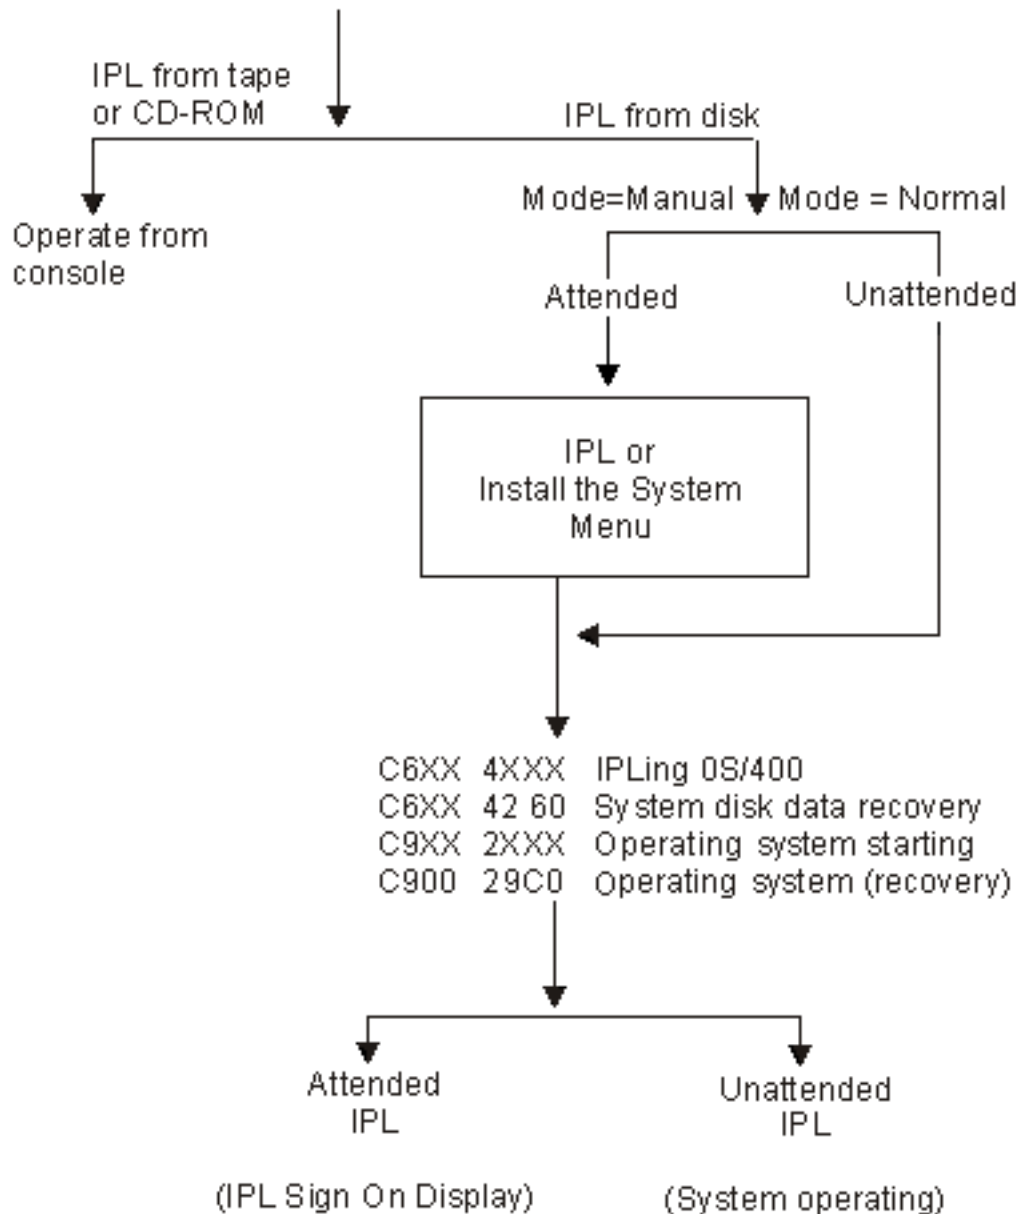 IPL from tape
or CD-ROM
IPL from disk
Mode=Manual
Mode = Normal
Operate from
console
Attended
Unattended
IPL or
Install the System
Menu
C6XX 4XXX IPLing 0S/400
C6XX 42 60 System disk data recovery
C9XX 2XXX Operating system starting
C900 29C0 Operating system (recovery)
Attended
IPL
Unattended
IPL
(IPL Sign On Display)
(System operating)